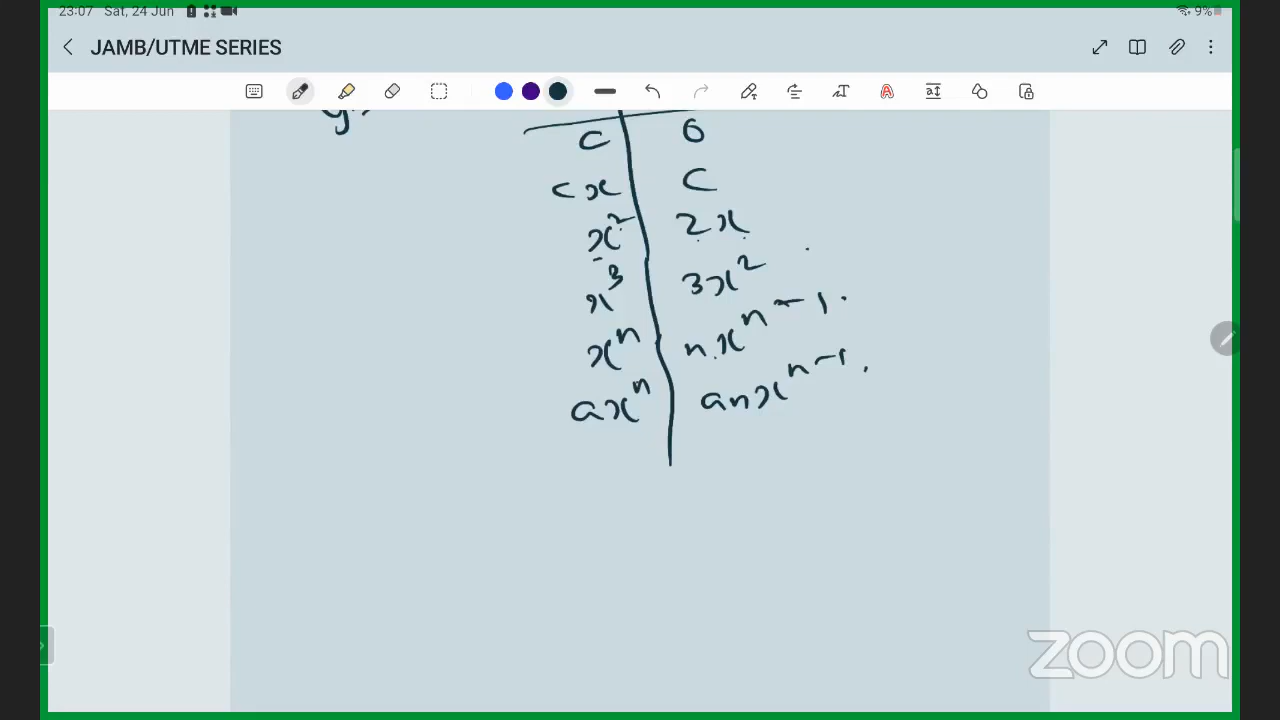 23:07 Sat, 24 Jun 9%
JAMB/UTME SERIES
y.
c 0
cx c
x² 2x
x³ 3x²
xⁿ nxⁿ⁻¹.
axⁿ anxⁿ⁻¹.
zoom